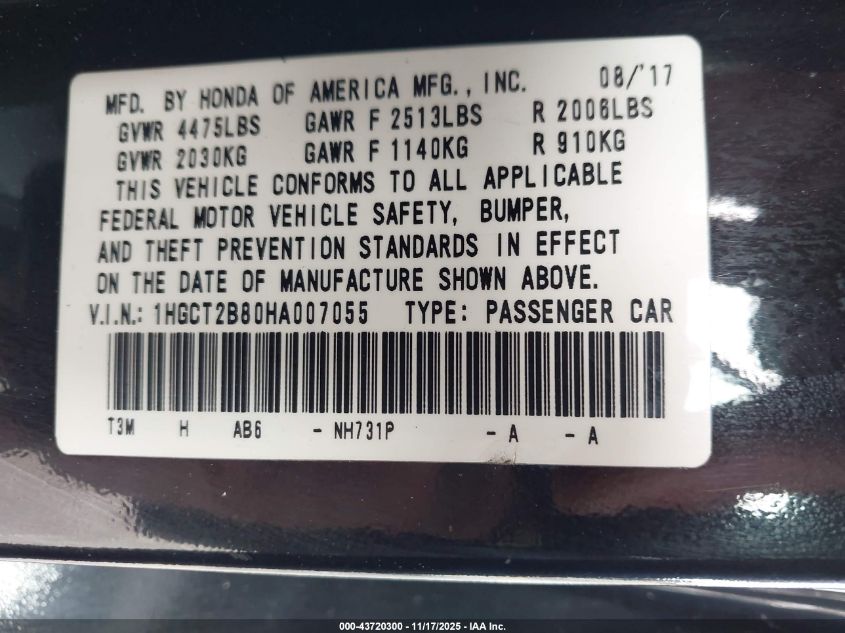 MFD. BY HONDA OF AMERICA MFG., INC. 08/'17
GVWR 4475LBS GAWR F 2513LBS R 2006LBS
GVWR 2030KG GAWR F 1140KG R 910KG
THIS VEHICLE CONFORMS TO ALL APPLICABLE
FEDERAL MOTOR VEHICLE SAFETY, BUMPER,
AND THEFT PREVENTION STANDARDS IN EFFECT
ON THE DATE OF MANUFACTURE SHOWN ABOVE.
V.I.N.: 1HGCT2B80HA007055 TYPE: PASSENGER CAR
T3M H AB6 - NH731P - A - A
000-43720300 - 11/17/2025 - IAA Inc.